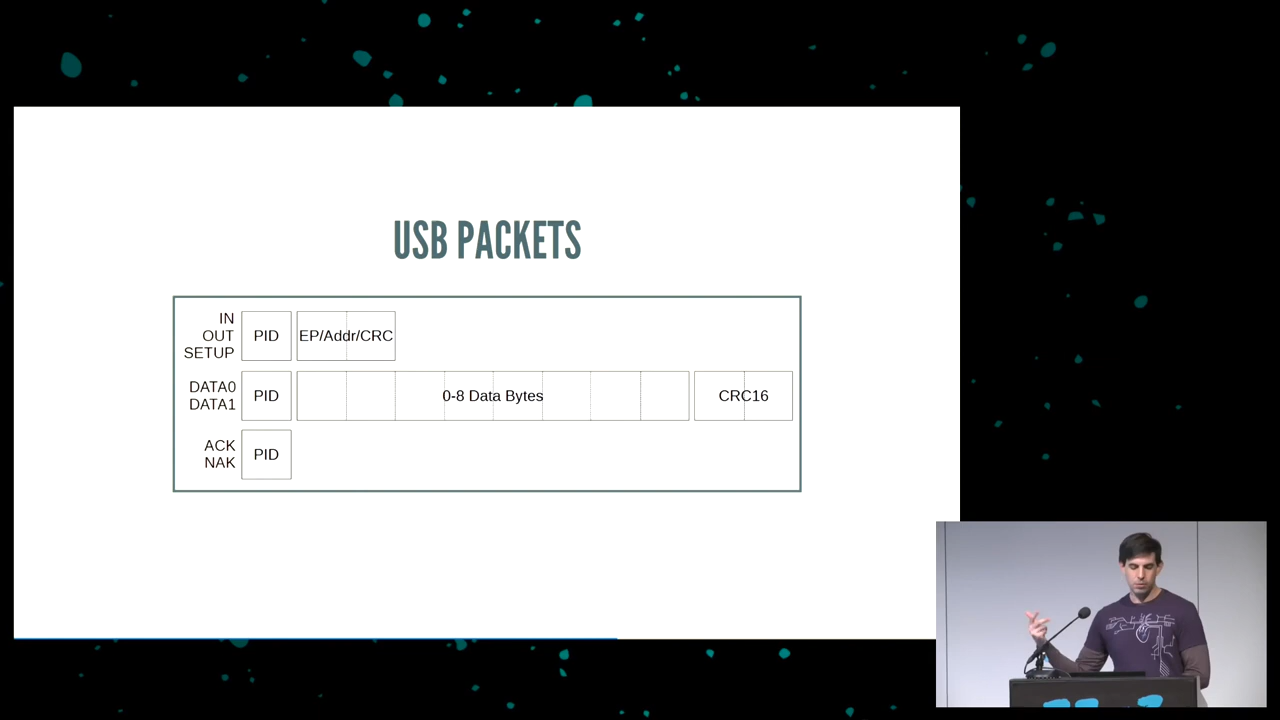 USB PACKETS
IN
OUT
SETUP
PID
EP/Addr/CRC
DATA0
DATA1
PID
0-8 Data Bytes
CRC16
ACK
NAK
PID